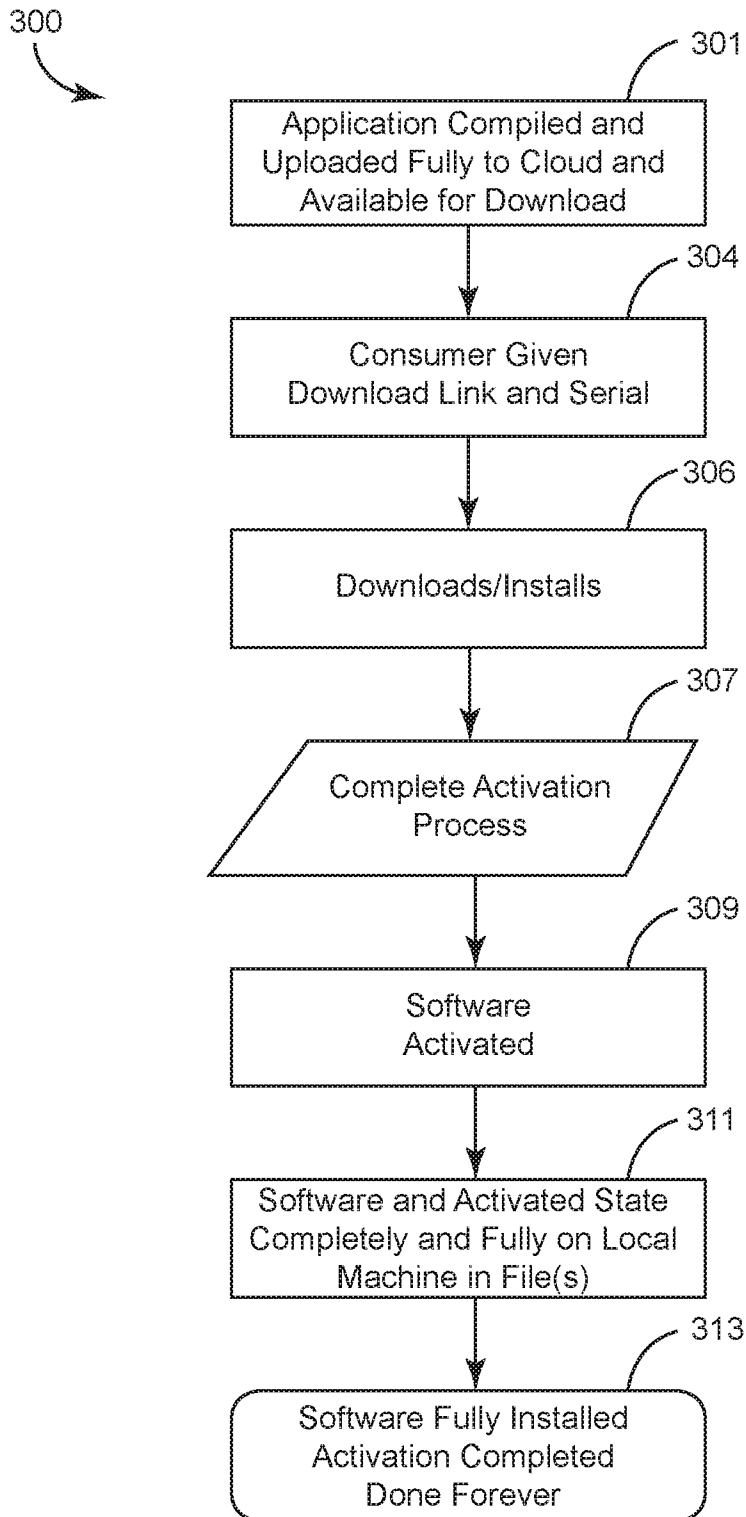 300
301
Application Compiled and
Uploaded Fully to Cloud and
Available for Download
304
Consumer Given
Download Link and Serial
306
Downloads/Installs
307
Complete Activation
Process
309
Software
Activated
311
Software and Activated State
Completely and Fully on Local
Machine in File(s)
313
Software Fully Installed
Activation Completed
Done Forever